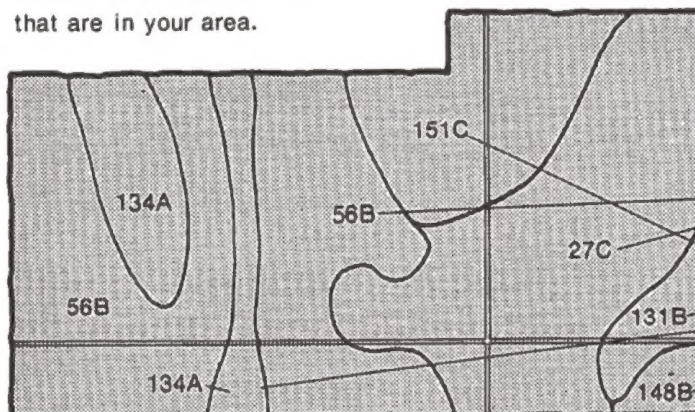 that are in your area.
151C
134A
56B
27C
56B
131B
134A
148B